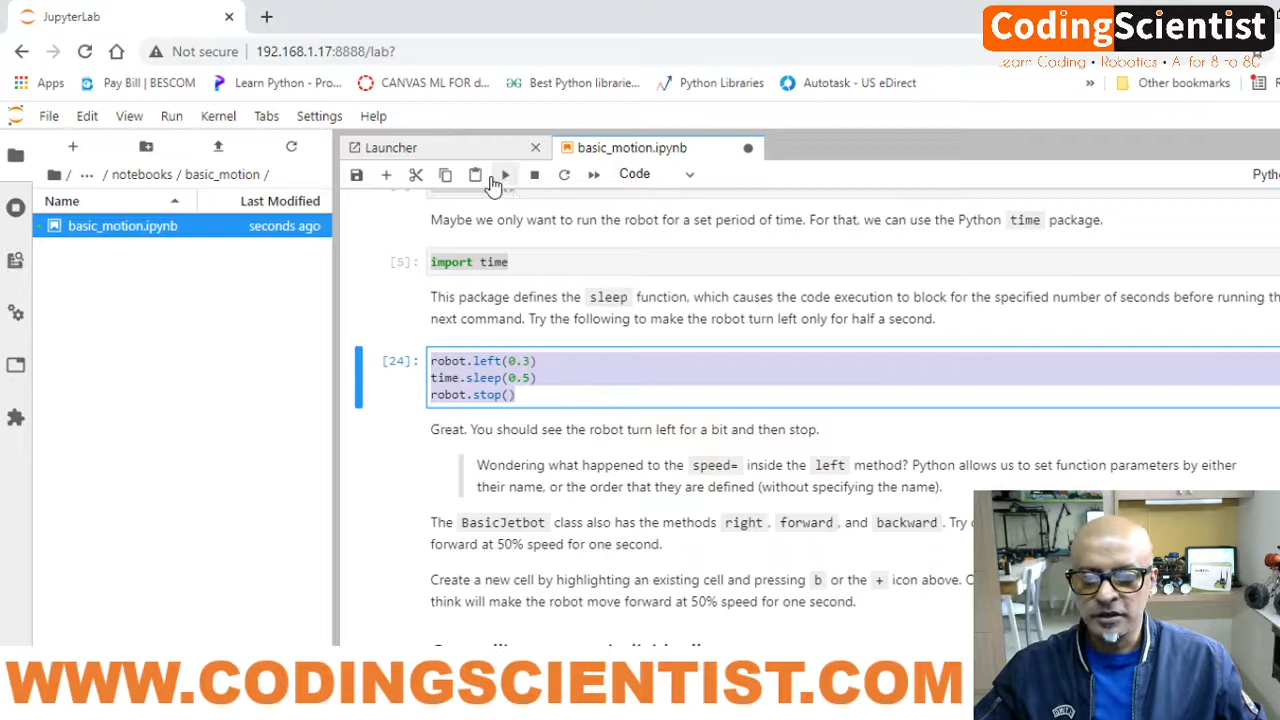 JupyterLab
CodingScientist
Learn Coding • Robotics • AI for 8 to 80
Not secure 192.168.1.17:8888/lab?
Apps Pay Bill | BESCOM Learn Python - Pro... CANVAS ML FOR d... Best Python librarie... Python Libraries Autotask - US eDirect » Other bookmarks
File Edit View Run Kernel Tabs Settings Help
Launcher basic_motion.ipynb
/ ... / notebooks / basic_motion /
Code
Name Last Modified
basic_motion.ipynb seconds ago
Maybe we only want to run the robot for a set period of time. For that, we can use the Python time package.
[5]: import time
This package defines the sleep function, which causes the code execution to block for the specified number of seconds before running the
next command. Try the following to make the robot turn left only for half a second.
[24]: robot.left(0.3)
time.sleep(0.5)
robot.stop()
Great. You should see the robot turn left for a bit and then stop.
Wondering what happened to the speed= inside the left method? Python allows us to set function parameters by either
their name, or the order that they are defined (without specifying the name).
The BasicJetbot class also has the methods right , forward , and backward . Try
forward at 50% speed for one second.
Create a new cell by highlighting an existing cell and pressing b or the + icon above.
think will make the robot move forward at 50% speed for one second.
WWW.CODINGSCIENTIST.COM